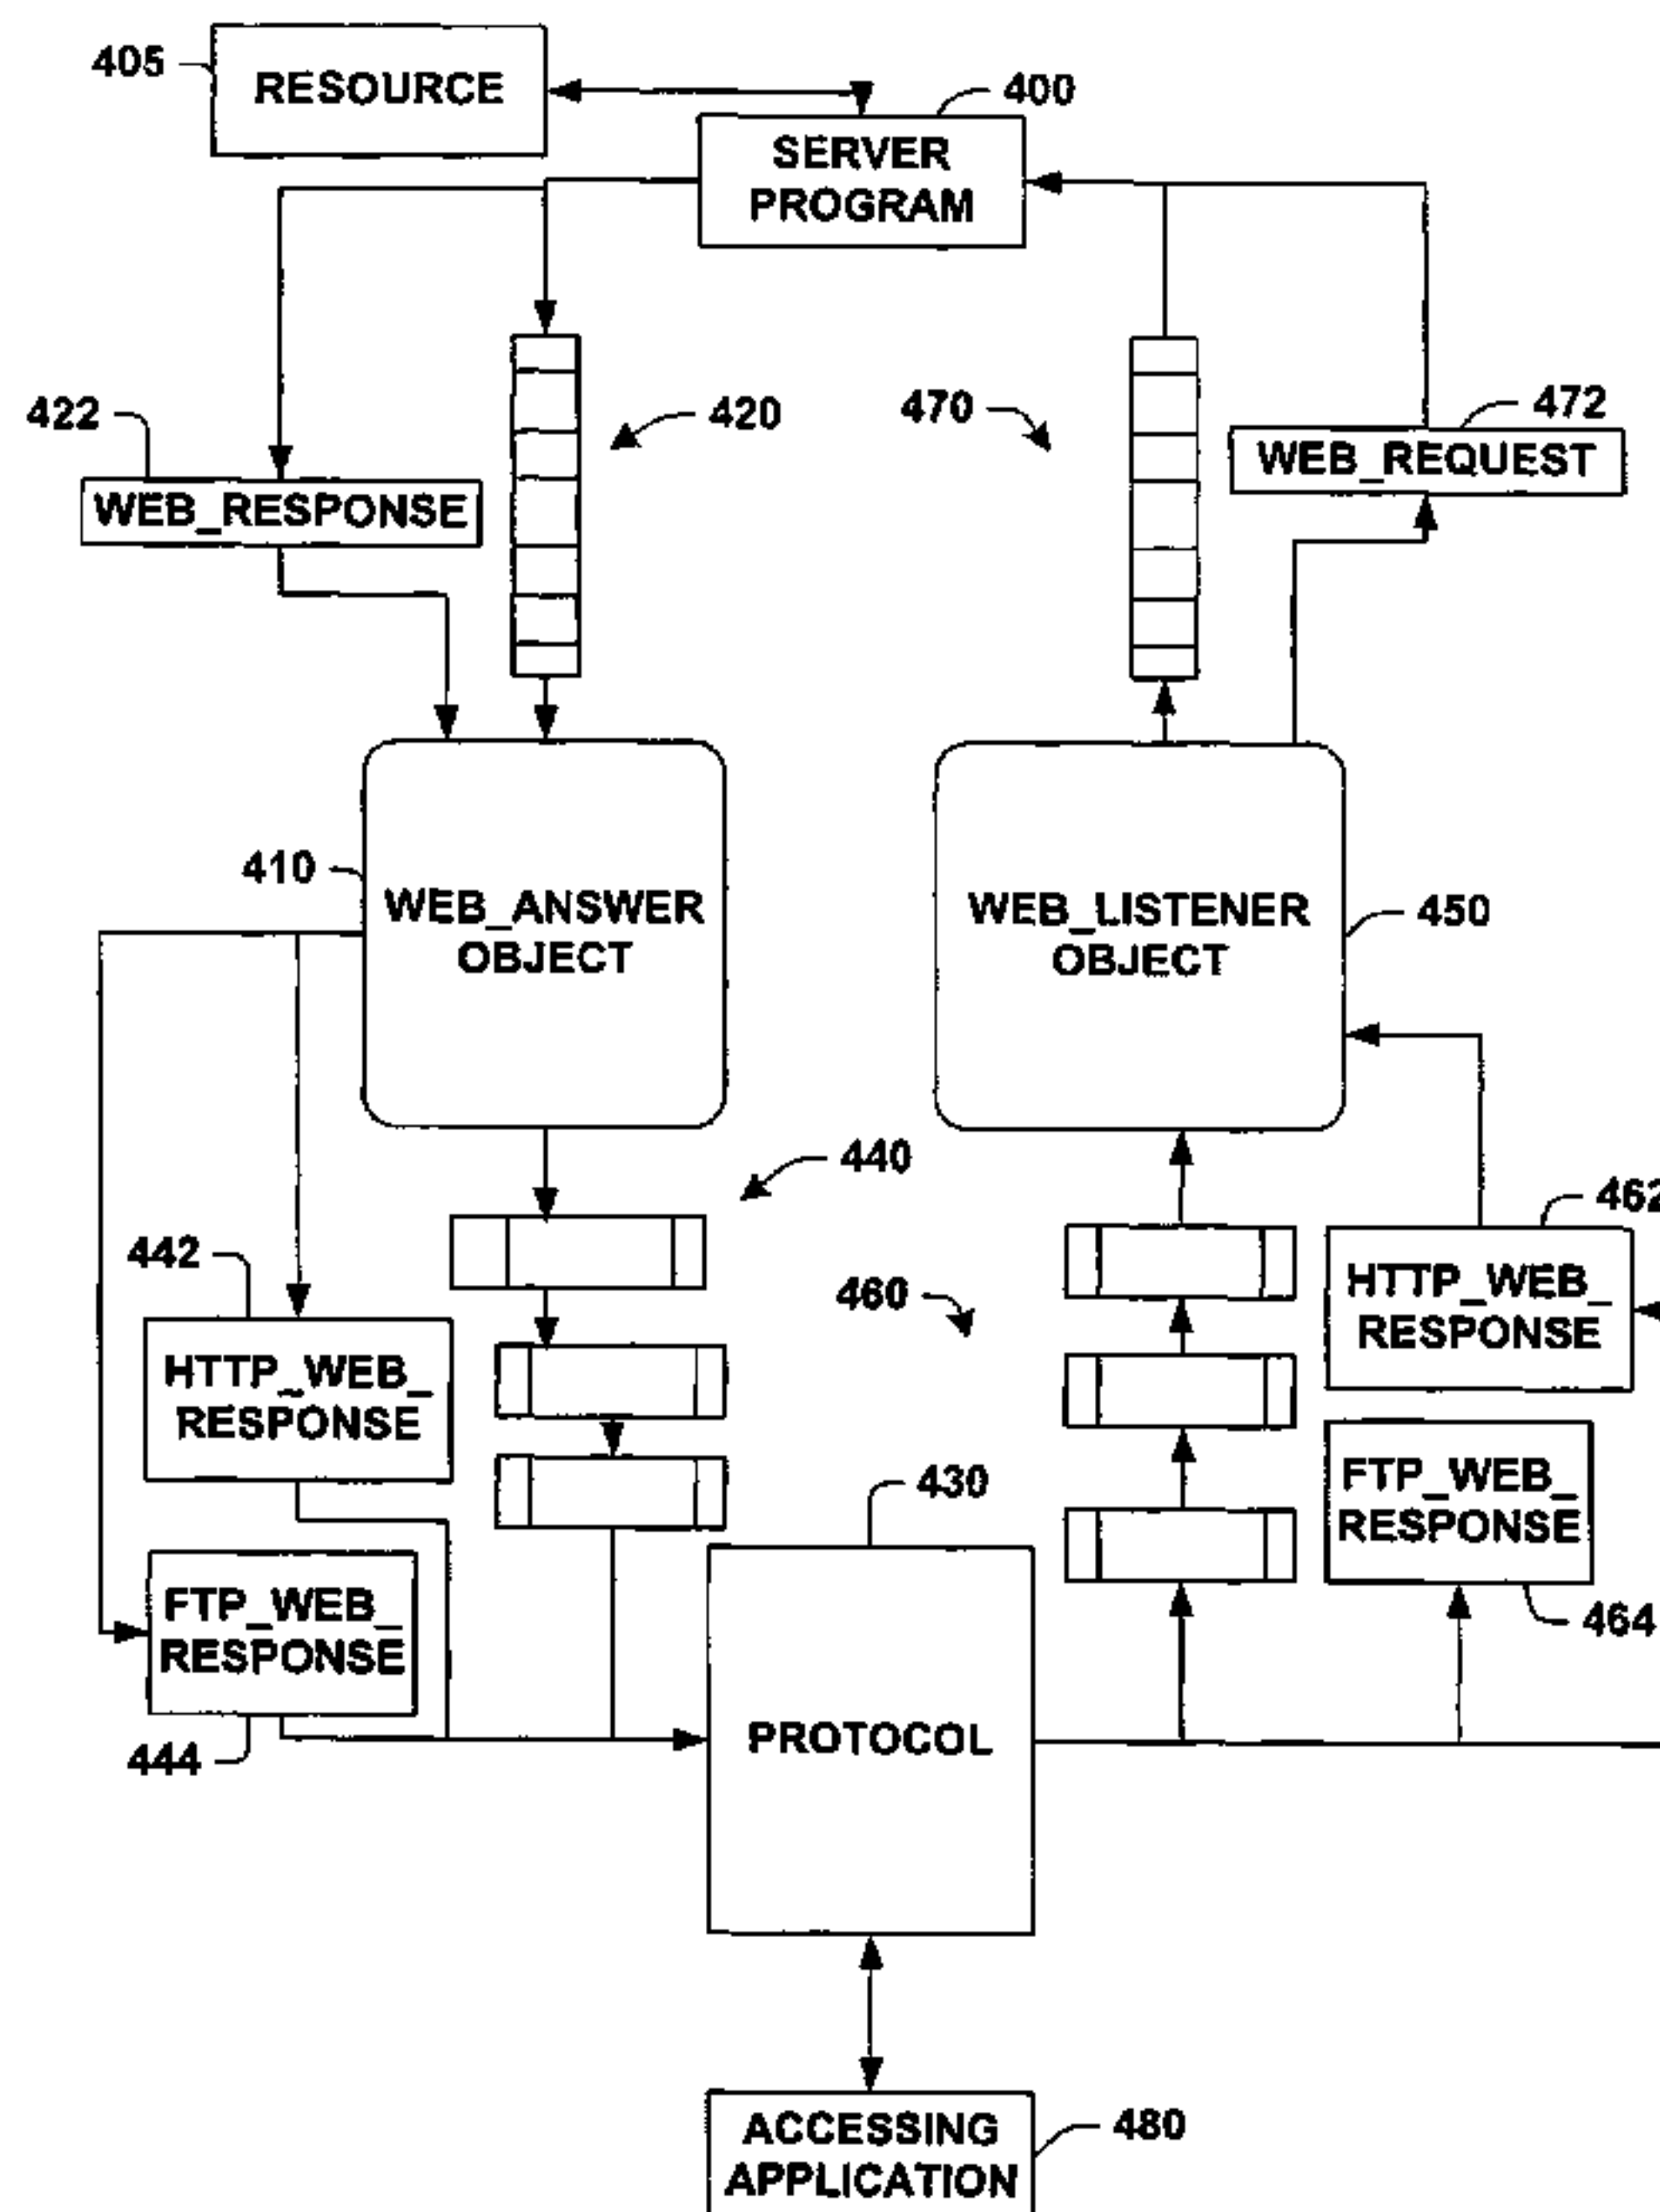 405
RESOURCE
400
SERVER
PROGRAM
422
WEB_RESPONSE
420
470
472
WEB_REQUEST
410
WEB_ANSWER
OBJECT
WEB_LISTENER
OBJECT
450
440
442
HTTP_WEB_
RESPONSE
460
462
HTTP_WEB_
RESPONSE
FTP_WEB_
RESPONSE
444
430
PROTOCOL
FTP_WEB_
RESPONSE
464
ACCESSING
APPLICATION
480